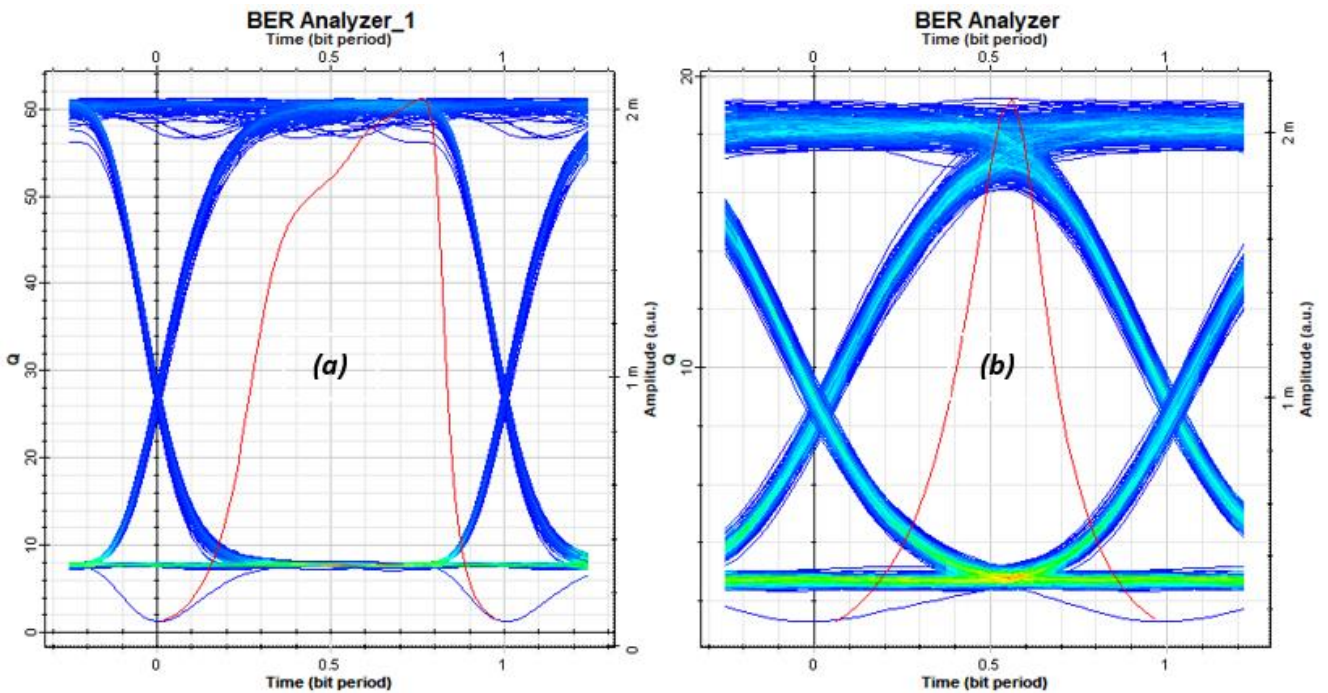 BER Analyzer_1
Time (bit period)
0 0.5 1
60
50
40
30
20
10
0
Q
(a)
2 m
1 m
0
Amplitude (a.u.)
0 0.5 1
Time (bit period)
BER Analyzer
Time (bit period)
0 0.5 1
20
10
Q
(b)
2 m
1 m
Amplitude (a.u.)
0 0.5 1
Time (bit period)